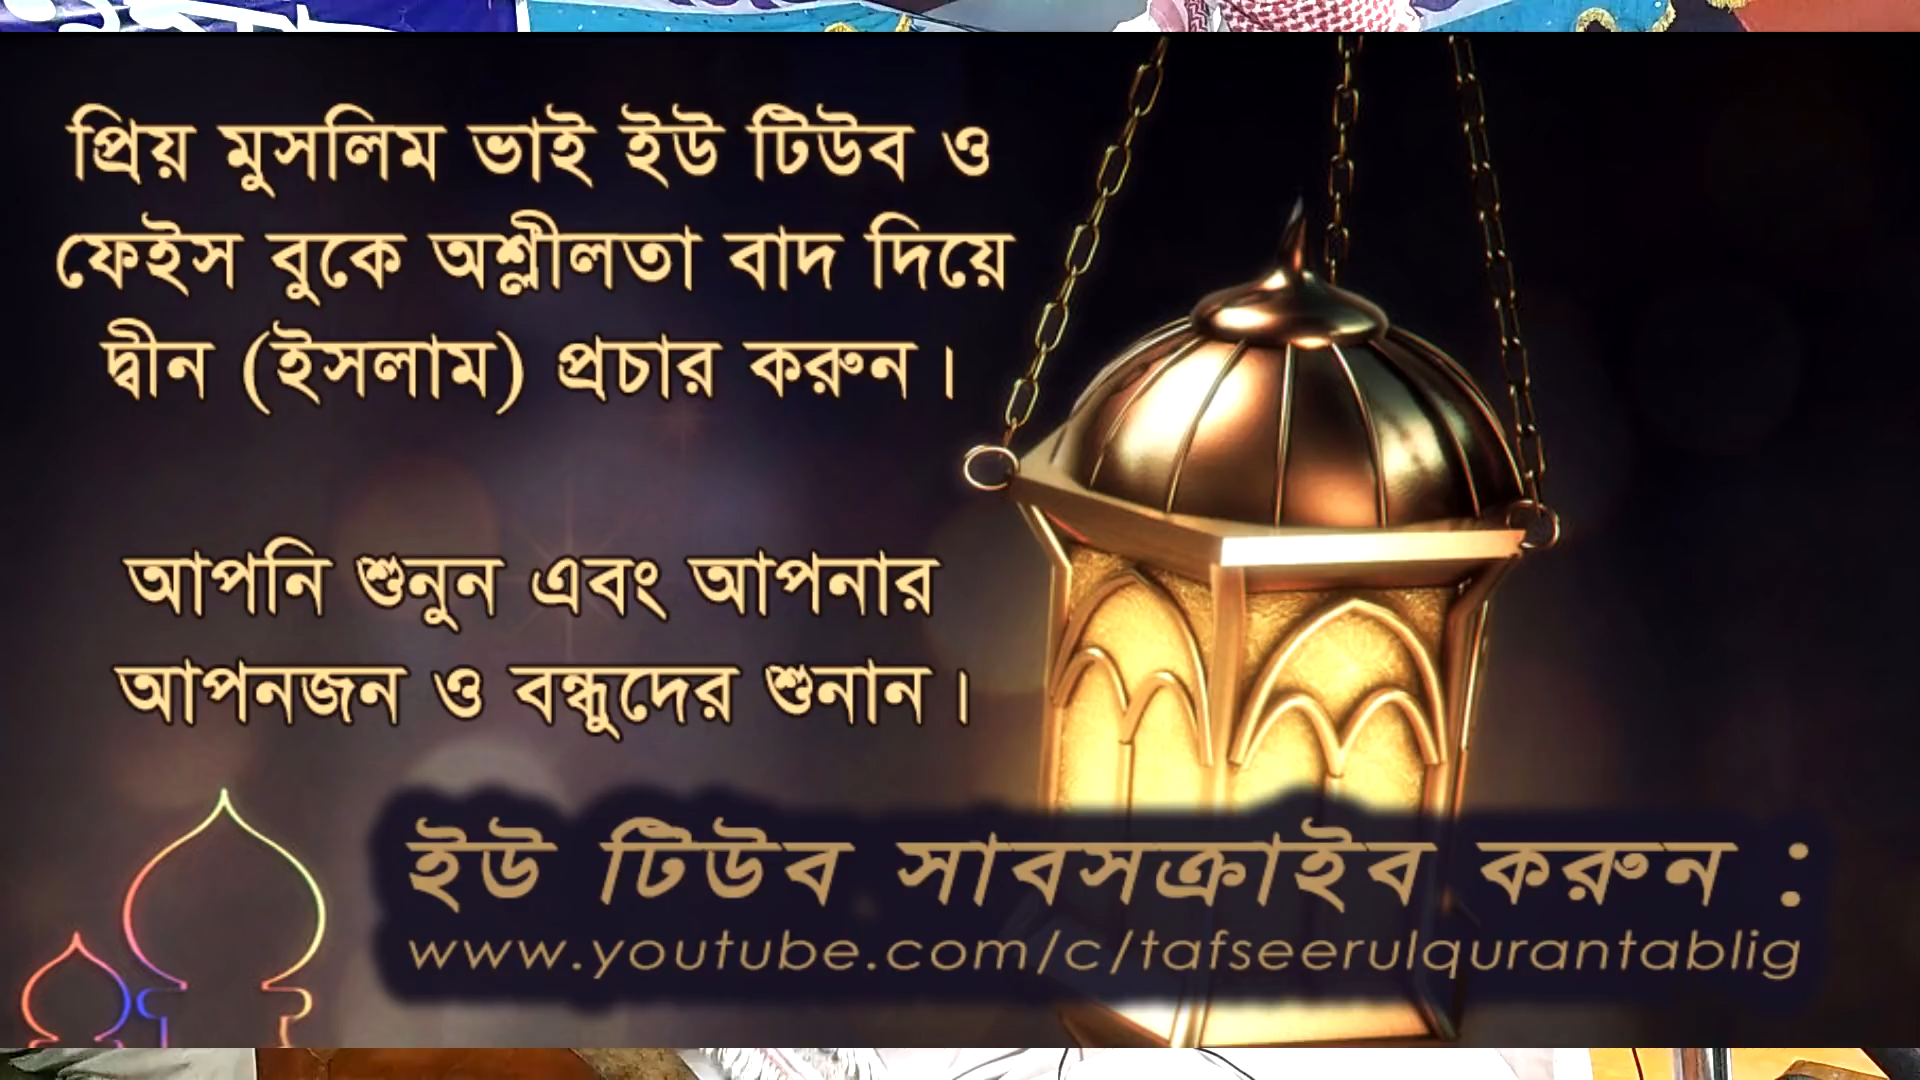 প্রিয় মুসলিম ভাই ইউ টিউব ও
ফেইস বুকে অশ্লীলতা বাদ দিয়ে
দ্বীন (ইসলাম) প্রচার করুন।
আপনি শুনুন এবং আপনার
আপনজন ও বন্ধুদের শুনান।
ইউ টিউব সাবসক্রাইব করুন :
www.youtube.com/c/tafseerulqurantablig